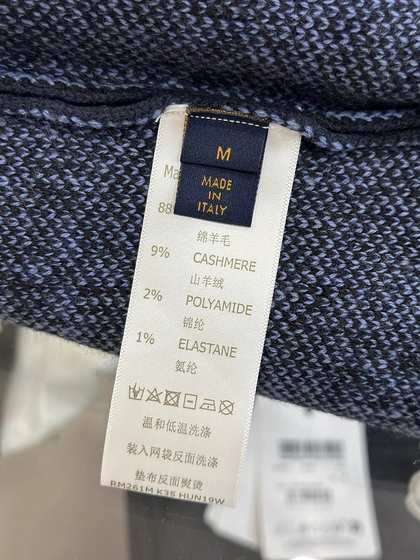 M
MADE
IN
ITALY
Ma
88
绵羊毛
9% CASHMERE
山羊绒
2% POLYAMIDE
锦纶
1% ELASTANE
氨纶
温和低温洗涤
装入网袋反面洗涤
垫布反面熨烫
RM261M K35 HUN19W